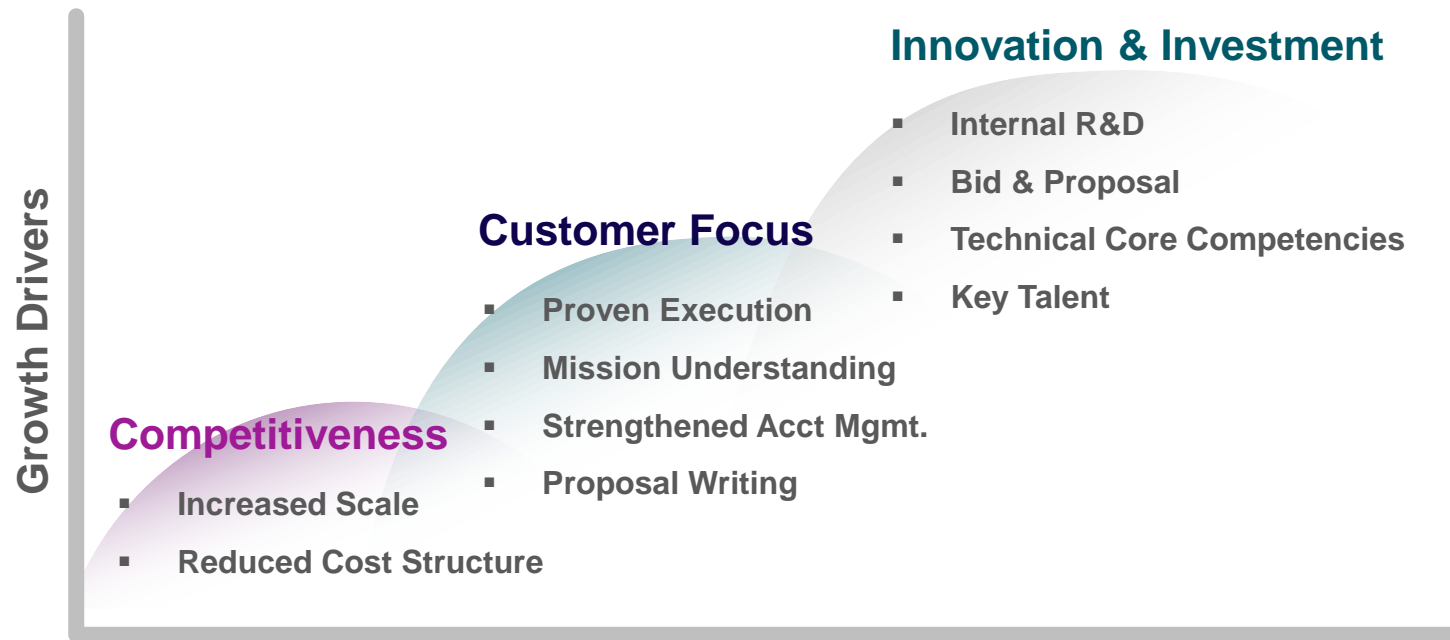 Growth Drivers
Competitiveness
▪ Increased Scale
▪ Reduced Cost Structure
Customer Focus
▪ Proven Execution
▪ Mission Understanding
▪ Strengthened Acct Mgmt.
▪ Proposal Writing
Innovation & Investment
▪ Internal R&D
▪ Bid & Proposal
▪ Technical Core Competencies
▪ Key Talent